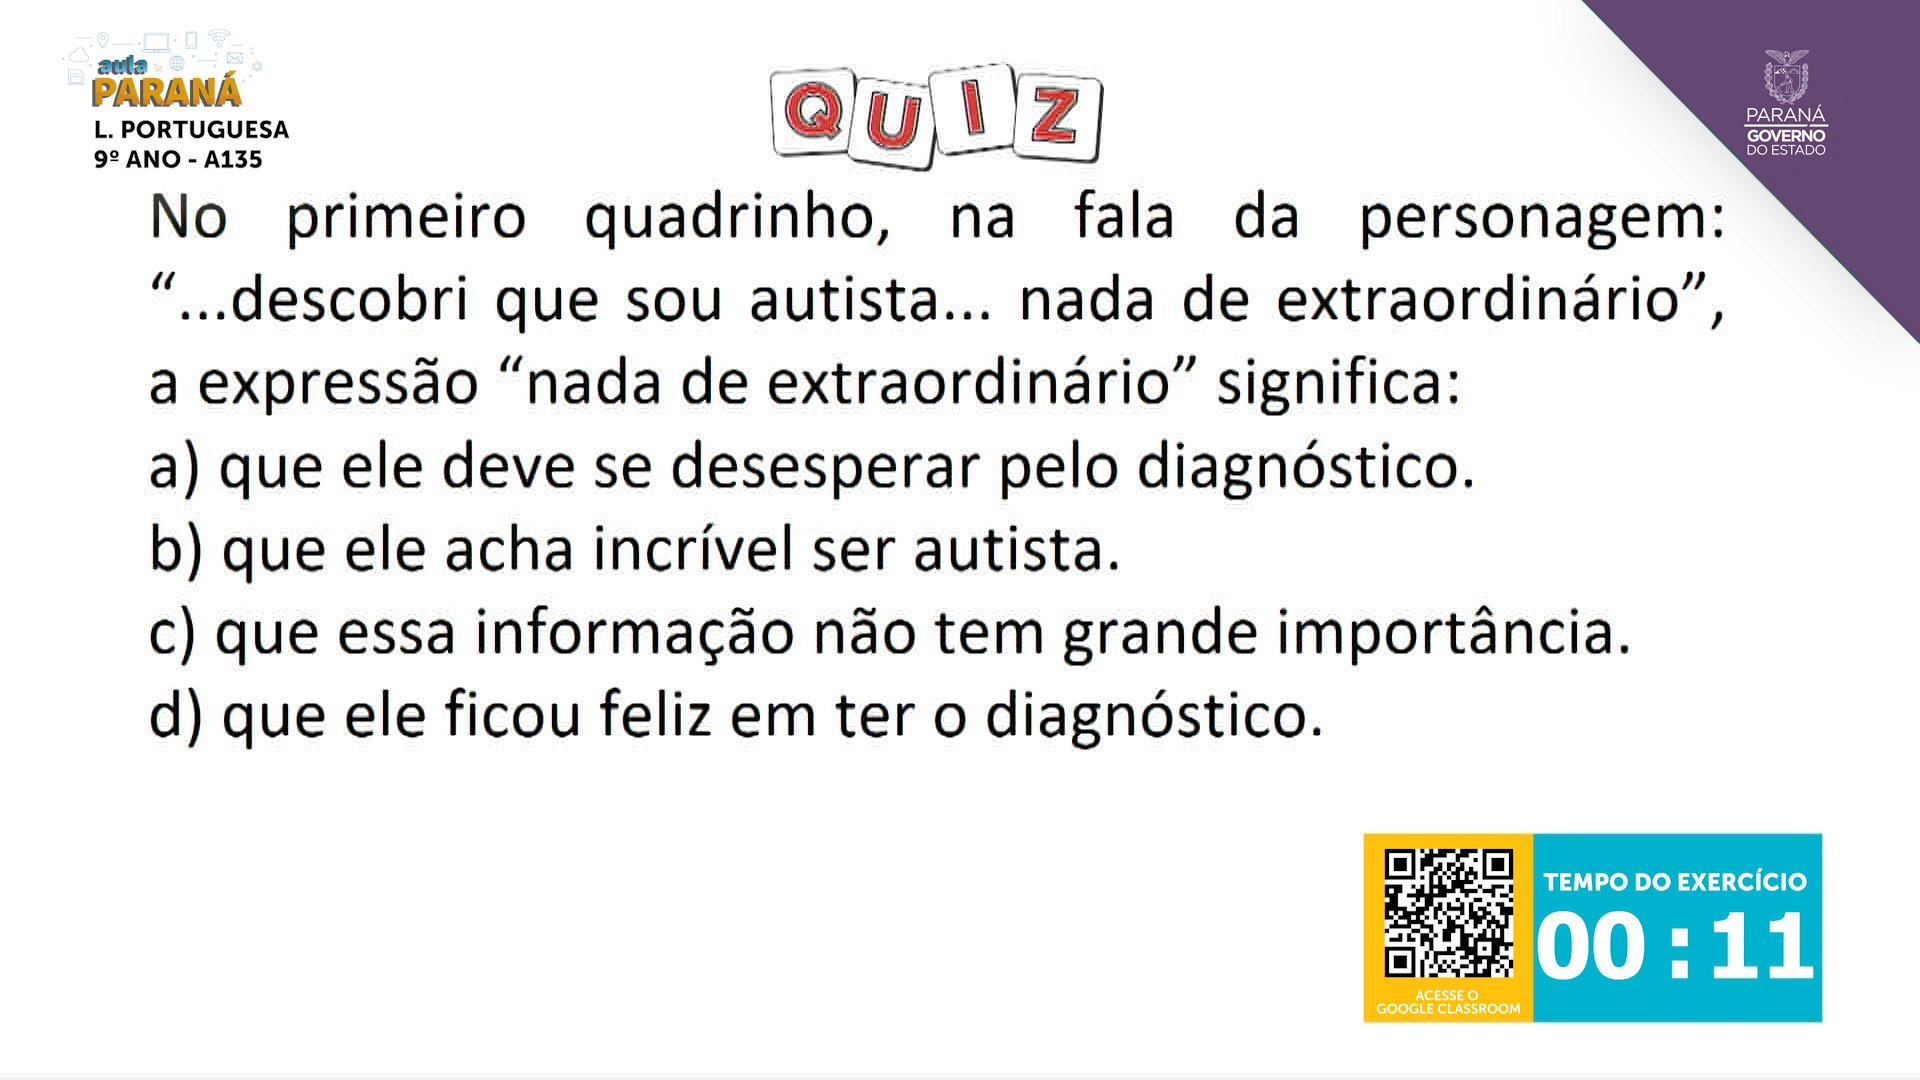 aula
PARANÁ
L. PORTUGUESA
9º ANO - A135
QUIZ
PARANÁ
GOVERNO
DO ESTADO
No primeiro quadrinho, na fala da personagem:
“...descobri que sou autista... nada de extraordinário”,
a expressão “nada de extraordinário” significa:
a) que ele deve se desesperar pelo diagnóstico.
b) que ele acha incrível ser autista.
c) que essa informação não tem grande importância.
d) que ele ficou feliz em ter o diagnóstico.
ACESSE O
GOOGLE CLASSROOM
TEMPO DO EXERCÍCIO
00:11